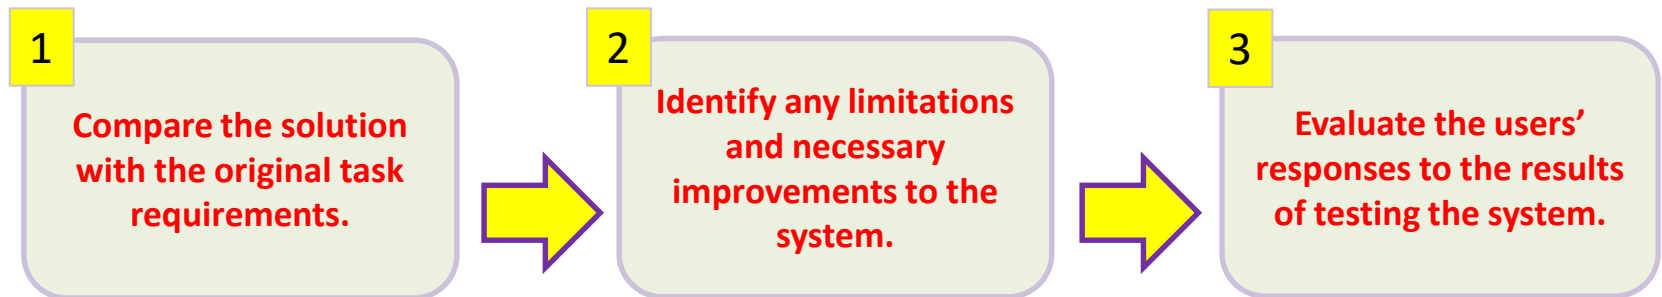 1
Compare the solution
with the original task
requirements.
2
Identify any limitations
and necessary
improvements to the
system.
3
Evaluate the users’
responses to the results
of testing the system.